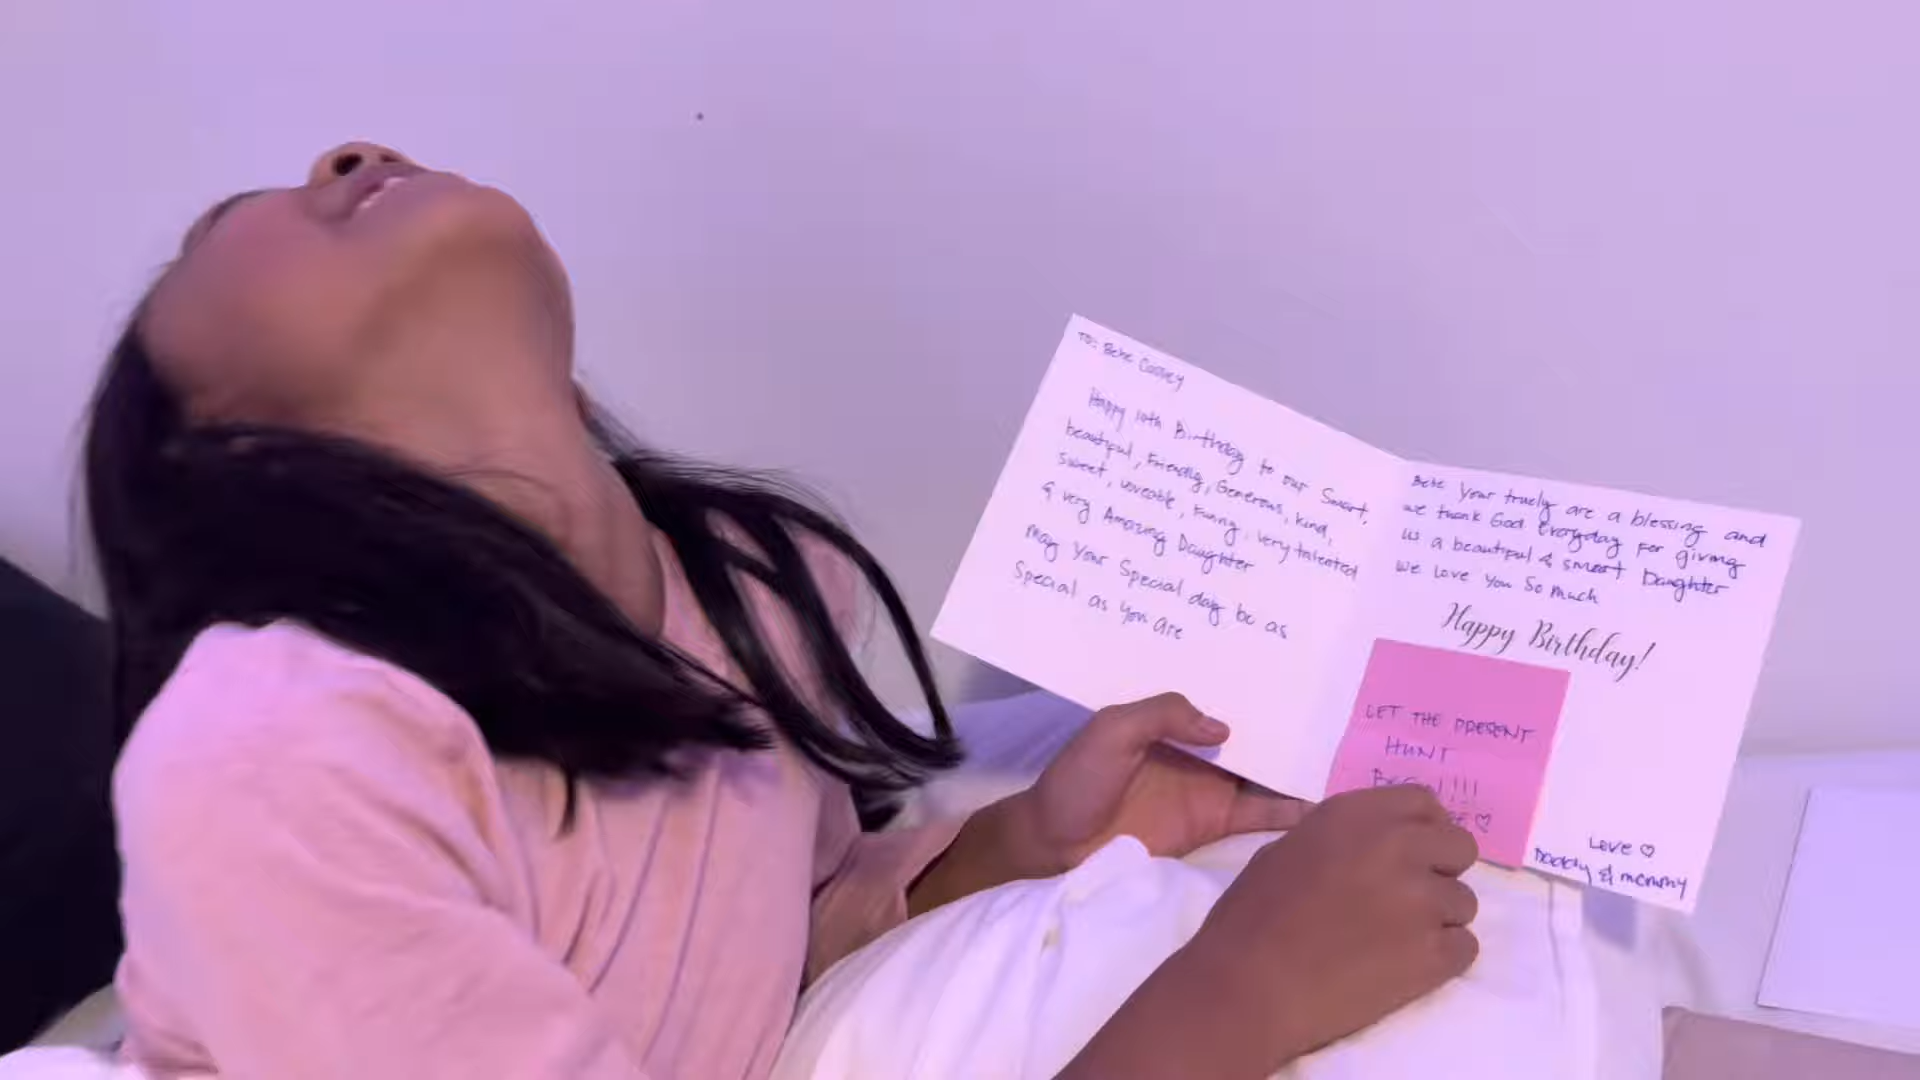 TO: Bebe
Happy 10th Birthday to our Smart,
beautiful, Friendly, Generous, kind,
sweet, loveable, Funny, very talented
& very Amazing Daughter
may your Special day be as
Special as you are
Bebe your truely are a blessing and
we thank God Everyday for giving
us a beautiful & smart Daughter
we love you so much
Happy Birthday!
LET THE PRESENT
HUNT
BEGIN!!!
Love ♡
Daddy & mommy